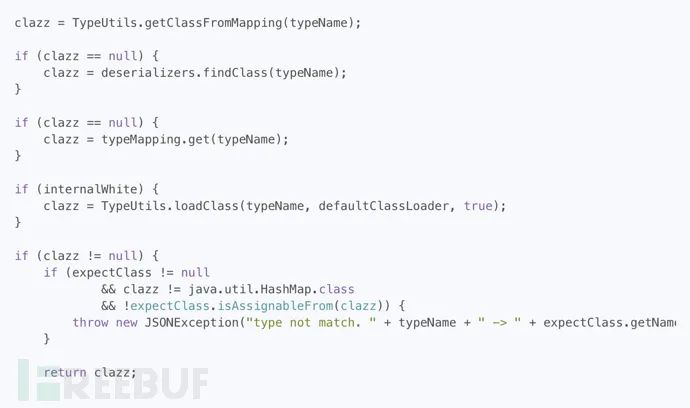 clazz = TypeUtils.getClassFromMapping(typeName);
if (clazz == null) {
clazz = deserializers.findClass(typeName);
}
if (clazz == null) {
clazz = typeMapping.get(typeName);
}
if (internalWhite) {
clazz = TypeUtils.loadClass(typeName, defaultClassLoader, true);
}
if (clazz != null) {
if (expectClass != null
&& clazz != java.util.HashMap.class
&& !expectClass.isAssignableFrom(clazz)) {
throw new JSONException("type not match. " + typeName + " -> " + expectClass.getName
}
return clazz;
FREEBUF